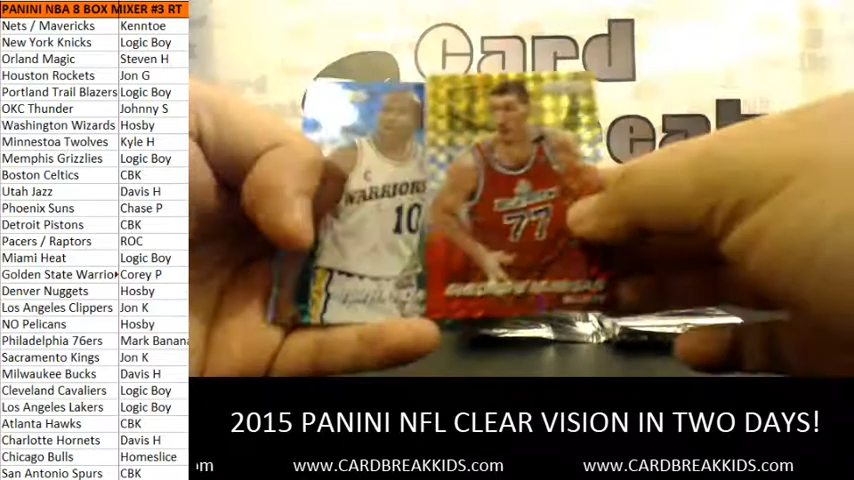 PANINI NBA 8 BOX MIXER #3 RT
Nets / Mavericks Kenntoe
New York Knicks Logic Boy
Orland Magic Steven H
Houston Rockets Jon G
Portland Trail Blazers Logic Boy
OKC Thunder Johnny S
Washington Wizards Hosby
Minnestoa Twolves Kyle H
Memphis Grizzlies Logic Boy
Boston Celtics CBK
Utah Jazz Davis H
Phoenix Suns Chase P
Detroit Pistons CBK
Pacers / Raptors ROC
Miami Heat Logic Boy
Golden State Warrio Corey P
Denver Nuggets Hosby
Los Angeles Clippers Jon K
NO Pelicans Hosby
Philadelphia 76ers Mark Banana
Sacramento Kings Jon K
Milwaukee Bucks Davis H
Cleveland Cavaliers Logic Boy
Los Angeles Lakers Logic Boy
Atlanta Hawks CBK
Charlotte Hornets Davis H
Chicago Bulls Homeslice
San Antonio Spurs CBK
Card
WARRIORS
10
77
2015 PANINI NFL CLEAR VISION IN TWO DAYS!
om www.CARDBREAKKIDS.com www.CARDBREAKKIDS.com